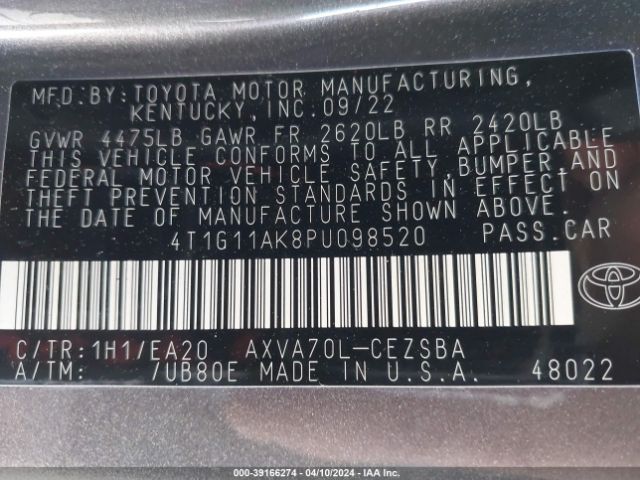 MFD.BY:TOYOTA MOTOR MANUFACTURING,
KENTUCKY, INC.09/22
GVWR 4475LB GAWR FR 2620LB RR 2420LB
THIS VEHICLE CONFORMS TO ALL APPLICABLE
FEDERAL MOTOR VEHICLE SAFETY,BUMPER,AND
THEFT PREVENTION STANDARDS IN EFFECT ON
THE DATE OF MANUFACTURE SHOWN ABOVE.
4T1G11AK8PU098520 PASS.CAR
C/TR:1H1/EA20 AXVA70L-CEZSBA
A/TM: /UB80E MADE IN U.S.A. 48022
000-39166274 | 04/10/2024 | IAA Inc.